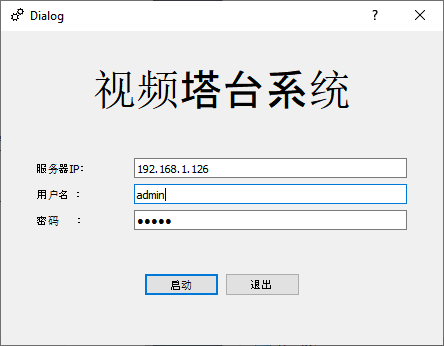 Dialog
?
视频塔台系统
服务器IP:
192.168.1.126
用户名 :
admin
密码 :
●●●●●
启动
退出